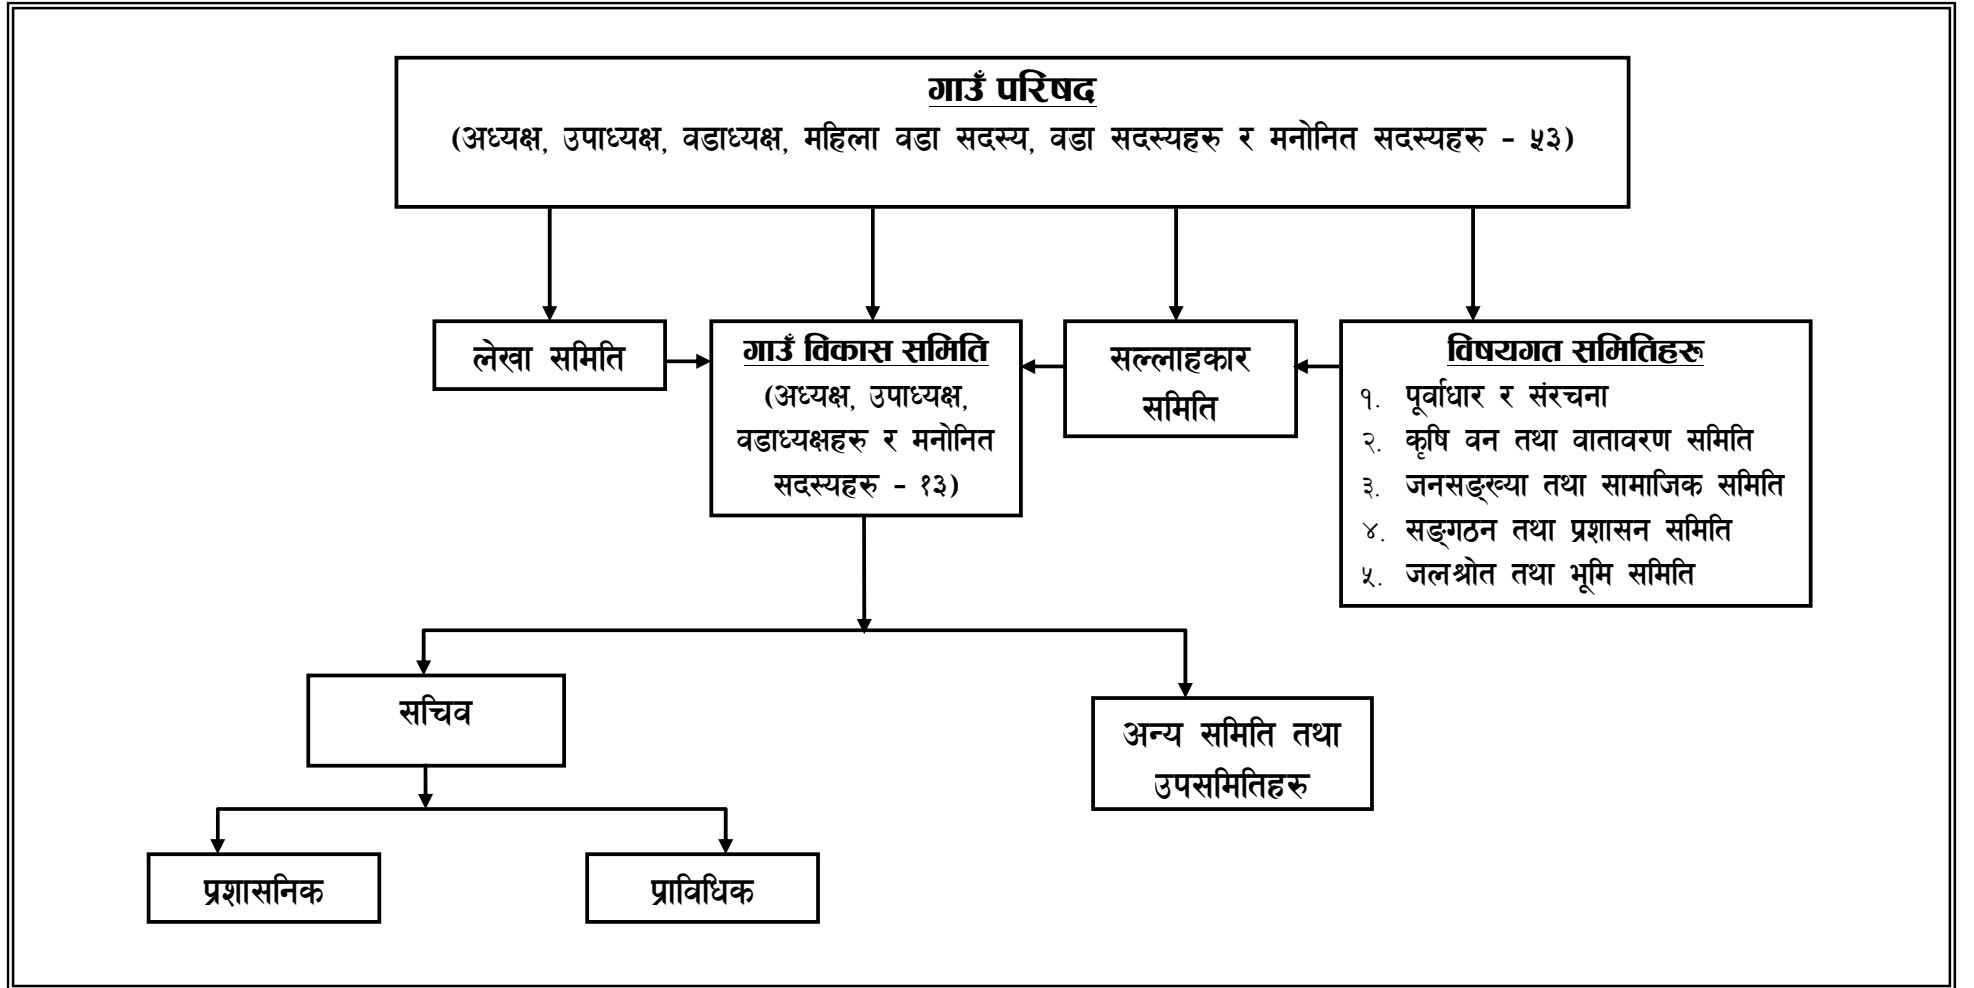 गाउँ परिषद
(अध्यक्ष, उपाध्यक्ष, वडाध्यक्ष, महिला वडा सदस्य, वडा सदस्यहरु र मनोनित सदस्यहरु - ५३)
लेखा समिति
गाउँ विकास समिति
(अध्यक्ष, उपाध्यक्ष,
वडाध्यक्षहरु र मनोनित
सदस्यहरु - १३)
सल्लाहकार
समिति
विषयगत समितिहरू
१. पूर्वाधार र संरचना
२. कृषि वन तथा वातावरण समिति
३. जनसङ्ख्या तथा सामाजिक समिति
४. सङ्गठन तथा प्रशासन समिति
५. जलश्रोत तथा भूमि समिति
सचिव
अन्य समिति तथा
उपसमितिहरु
प्रशासनिक
प्राविधिक